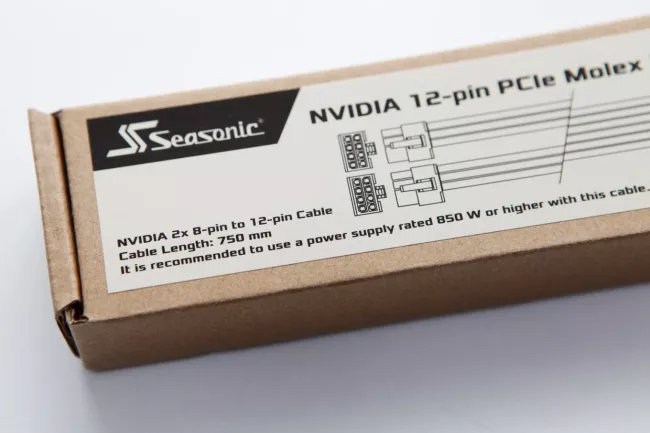 Seasonic
NVIDIA 12-pin PCIe Molex
NVIDIA 2x 8-pin to 12-pin Cable
Cable Length: 750 mm
It is recommended to use a power supply rated 850 W or higher with this cable.